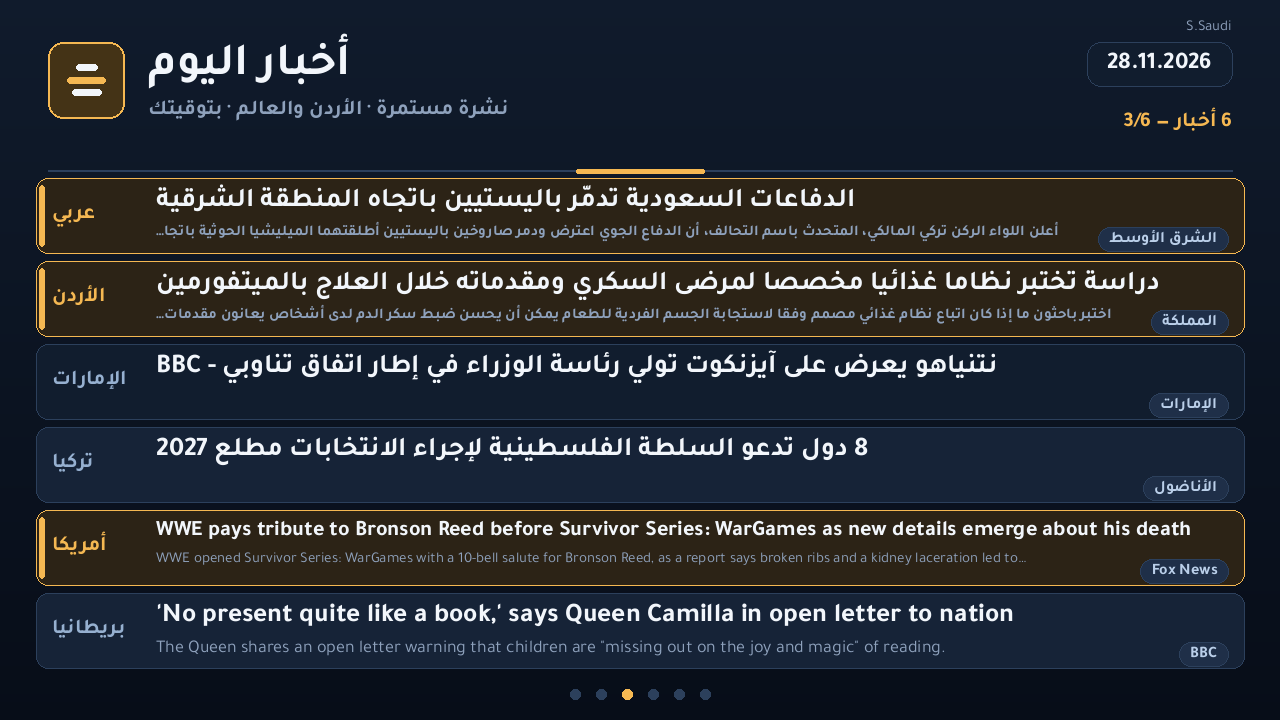 S.Saudi
أخبار اليوم
28.11.2026
نشرة مستمرة · الأردن والعالم · بتوقيتك
6 أخبار — 3/6
عربي
الدفاعات السعودية تدمّر باليستيين باتجاه المنطقة الشرقية
أعلن اللواء الركن تركي المالكي، المتحدث باسم التحالف، أن الدفاع الجوي اعترض ودمر صاروخين باليستيين أطلقتهما الميليشيا الحوثية باتجا...
الشرق الأوسط
الأردن
دراسة تختبر نظاما غذائيا مخصصا لمرضى السكري ومقدماته خلال العلاج بالميتفورمين
اختبر باحثون ما إذا كان اتباع نظام غذائي مصمم وفقا لاستجابة الجسم الفردية للطعام يمكن أن يحسن ضبط سكر الدم لدى أشخاص يعانون مقدمات...
المملكة
الإمارات
نتنياهو يعرض على آيزنكوت تولي رئاسة الوزراء في إطار اتفاق تناوبي - BBC
الإمارات
تركيا
8 دول تدعو السلطة الفلسطينية لإجراء الانتخابات مطلع 2027
الأناضول
أمريكا
WWE pays tribute to Bronson Reed before Survivor Series: WarGames as new details emerge about his death
WWE opened Survivor Series: WarGames with a 10-bell salute for Bronson Reed, as a report says broken ribs and a kidney laceration led to...
Fox News
بريطانيا
'No present quite like a book,' says Queen Camilla in open letter to nation
The Queen shares an open letter warning that children are "missing out on the joy and magic" of reading.
BBC